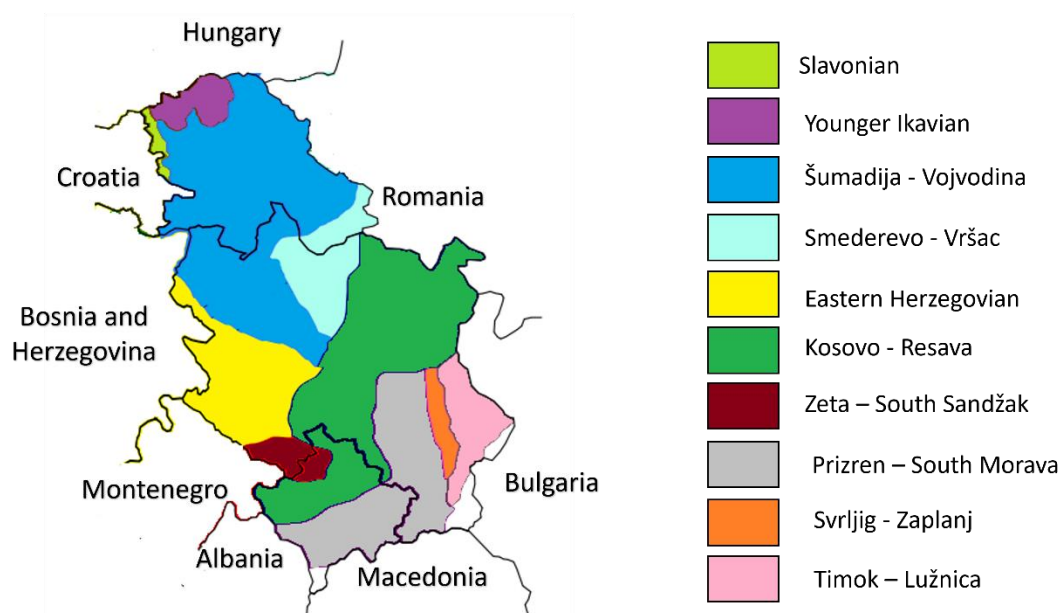 Hungary
Croatia
Romania
Bosnia and
Herzegovina
Montenegro
Bulgaria
Albania
Macedonia
Slavonian
Younger Ikavian
Šumadija - Vojvodina
Smederevo - Vršac
Eastern Herzegovian
Kosovo - Resava
Zeta – South Sandžak
Prizren – South Morava
Svrljig - Zaplanj
Timok – Lužnica